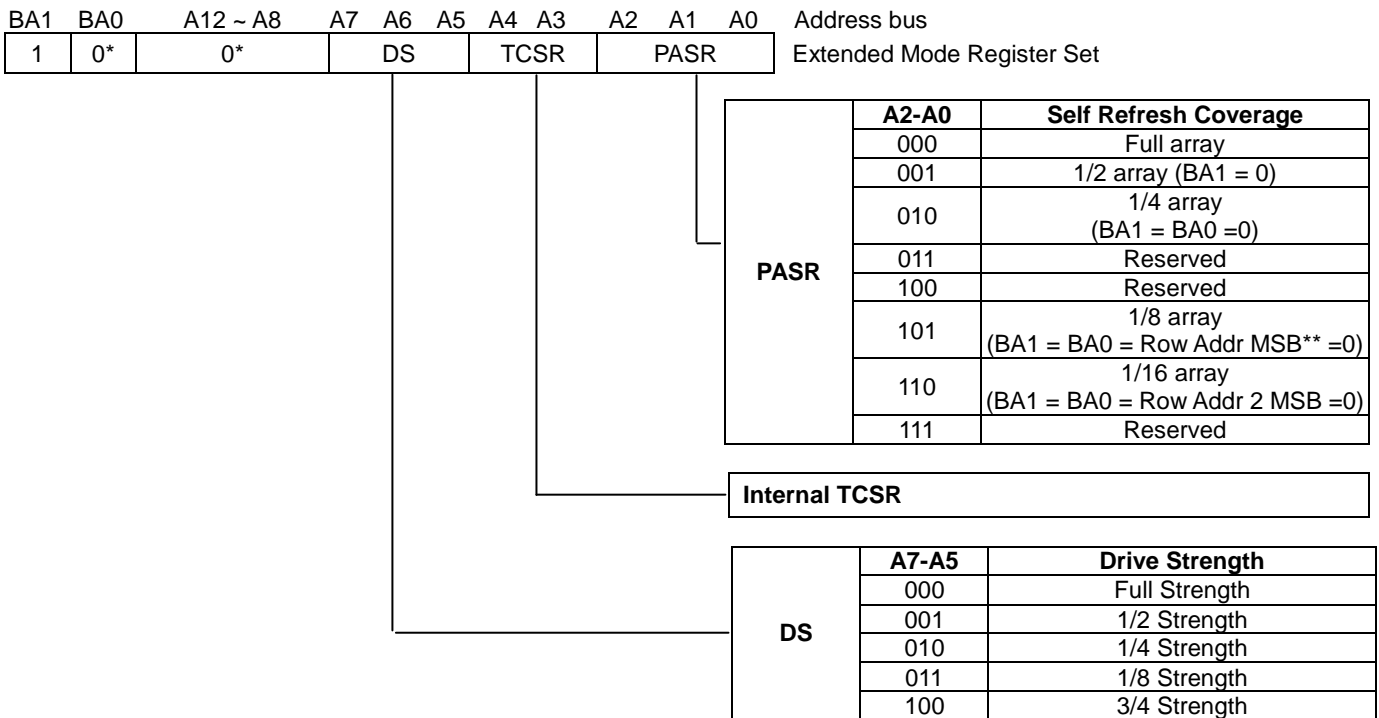 BA1 BA0 A12 ~ A8 A7 A6 A5 A4 A3 A2 A1 A0 Address bus
1 0* 0* DS TCSR PASR Extended Mode Register Set
PASR
A2-A0 Self Refresh Coverage
000 Full array
001 1/2 array (BA1 = 0)
010 1/4 array
(BA1 = BA0 =0)
011 Reserved
100 Reserved
101 1/8 array
(BA1 = BA0 = Row Addr MSB** =0)
110 1/16 array
(BA1 = BA0 = Row Addr 2 MSB =0)
111 Reserved
Internal TCSR
DS
A7-A5 Drive Strength
000 Full Strength
001 1/2 Strength
010 1/4 Strength
011 1/8 Strength
100 3/4 Strength